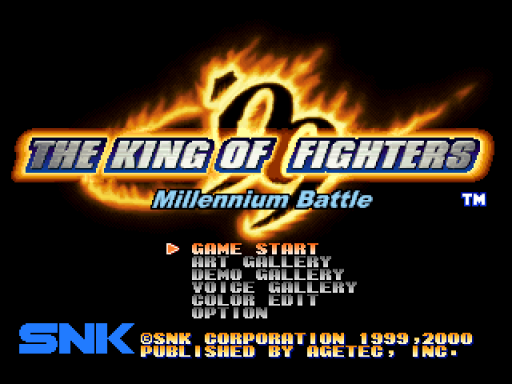 '99
THE KING OF FIGHTERS
Millennium Battle
TM
GAME START
ART GALLERY
DEMO GALLERY
VOICE GALLERY
COLOR EDIT
OPTION
SNK
©SNK CORPORATION 1999,2000
PUBLISHED BY AGETEC, INC.